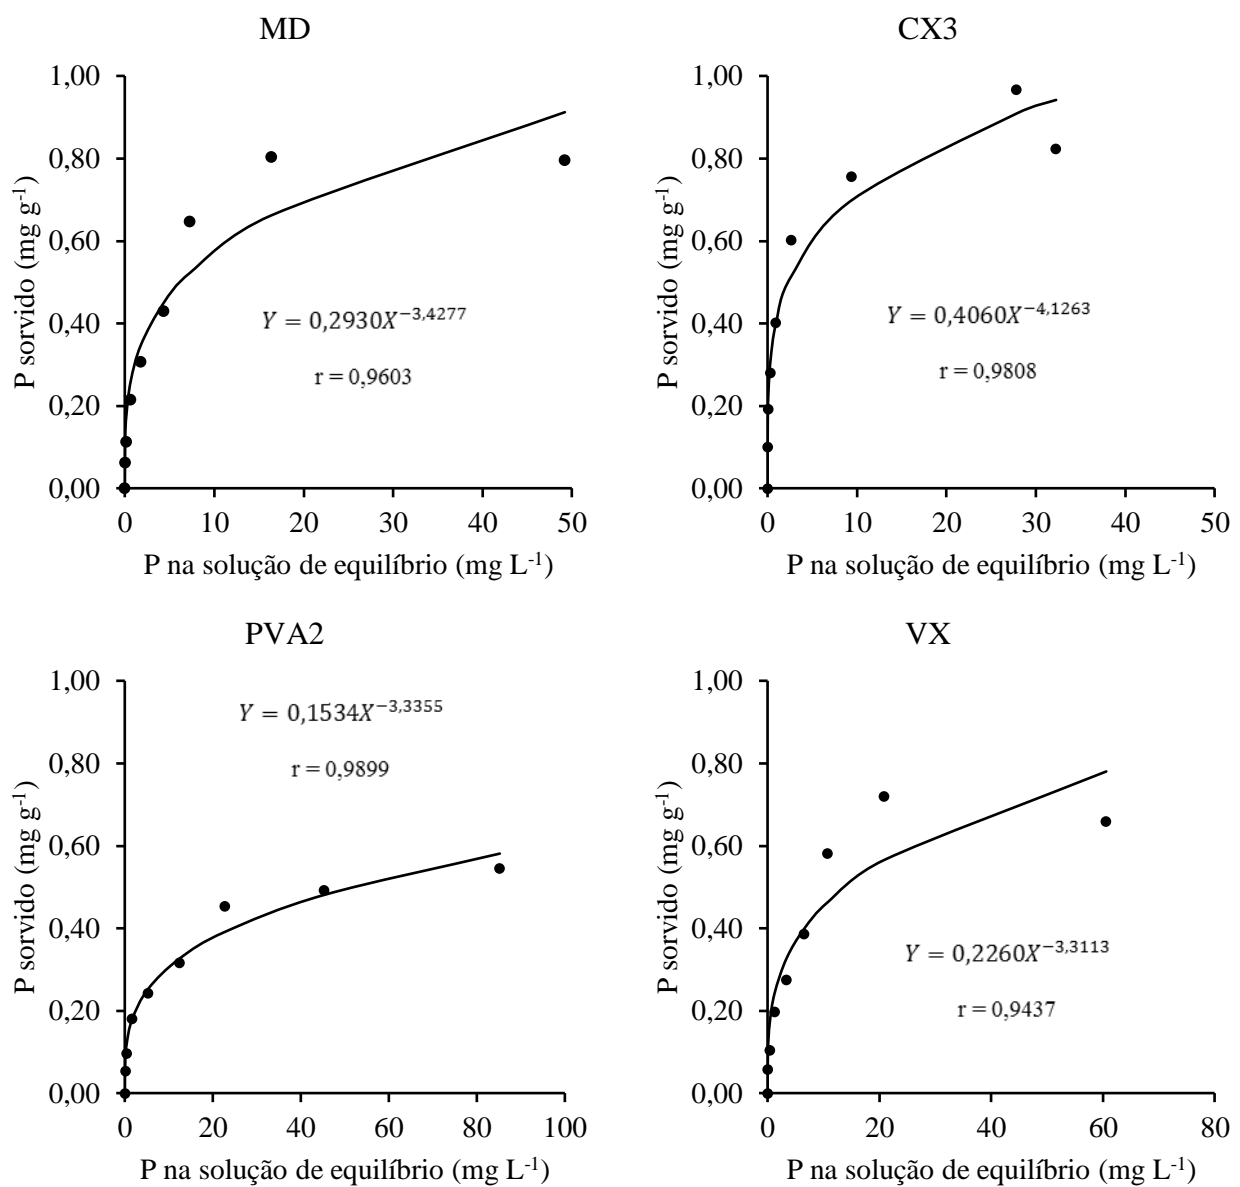 MD
1,00
0,80
0,60
0,40
0,20
0,00
P sorvido (mg g⁻¹)
Y = 0,2930X⁻³,⁴²⁷⁷
r = 0,9603
0 10 20 30 40 50
P na solução de equilíbrio (mg L⁻¹)
CX3
1,00
0,80
0,60
0,40
0,20
0,00
P sorvido (mg g⁻¹)
Y = 0,4060X⁻⁴,¹²⁶³
r = 0,9808
0 10 20 30 40 50
P na solução de equilíbrio (mg L⁻¹)
PVA2
1,00
0,80
0,60
0,40
0,20
0,00
P sorvido (mg g⁻¹)
Y = 0,1534X⁻³,³³⁵⁵
r = 0,9899
0 20 40 60 80 100
P na solução de equilíbrio (mg L⁻¹)
VX
1,00
0,80
0,60
0,40
0,20
0,00
P sorvido (mg g⁻¹)
Y = 0,2260X⁻³,³¹¹³
r = 0,9437
0 20 40 60 80
P na solução de equilíbrio (mg L⁻¹)